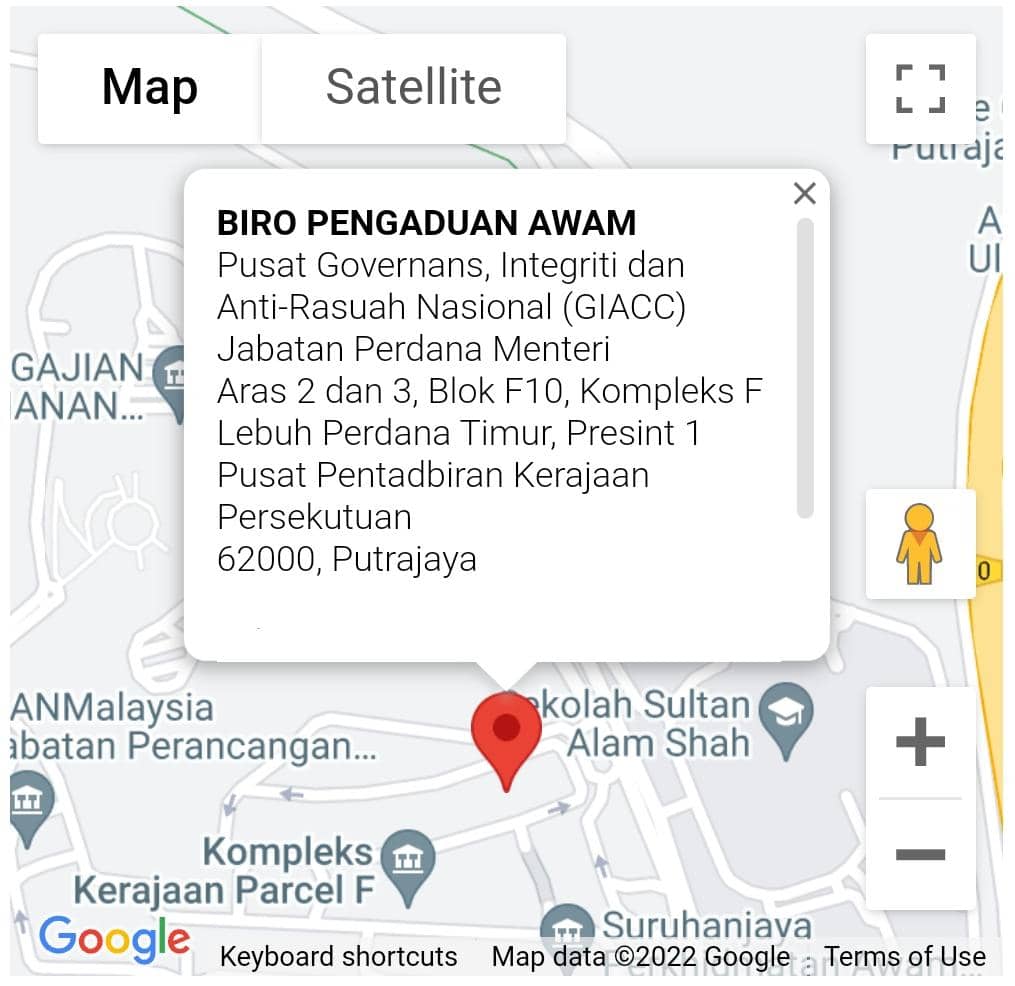 Map
Satellite
Putraja
BIRO PENGADUAN AWAM
Pusat Governans, Integriti dan
Anti-Rasuah Nasional (GIACC)
Jabatan Perdana Menteri
Aras 2 dan 3, Blok F10, Kompleks F
Lebuh Perdana Timur, Presint 1
Pusat Pentadbiran Kerajaan
Persekutuan
62000, Putrajaya
GAJIAN
ANAN...
0
ANMalaysia
abatan Perancangan...
ekolah Sultan
Alam Shah
Kompleks
Kerajaan Parcel F
Suruhanjaya
Google
Keyboard shortcuts
Map data ©2022 Google
Terms of Use